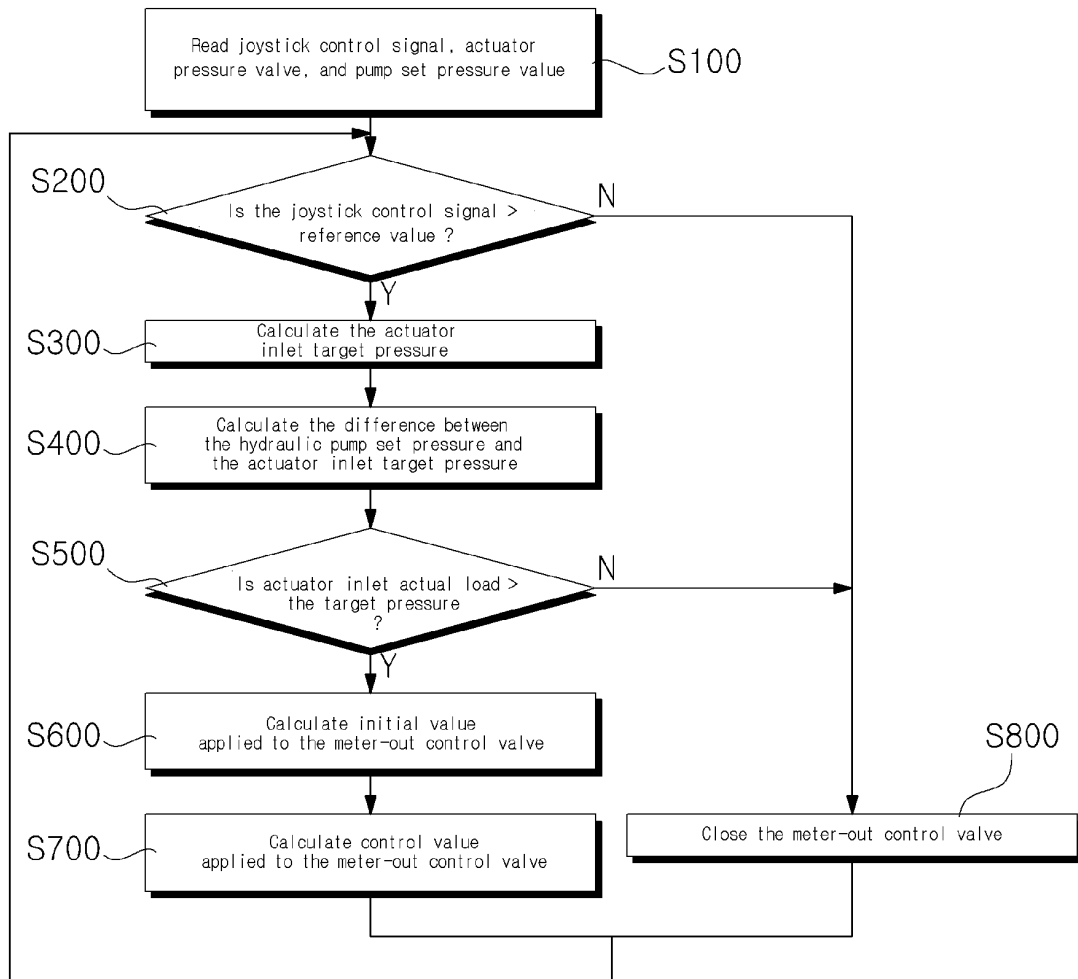 Read joystick control signal, actuator
pressure valve, and pump set pressure value
S100
S200
Is the joystick control signal >
reference value ?
N
Y
S300
Calculate the actuator
inlet target pressure
S400
Calculate the difference between
the hydraulic pump set pressure and
the actuator inlet target pressure
S500
Is actuator inlet actual load >
the target pressure
?
N
Y
S600
Calculate initial value
applied to the meter-out control valve
S700
Calculate control value
applied to the meter-out control valve
S800
Close the meter-out control valve